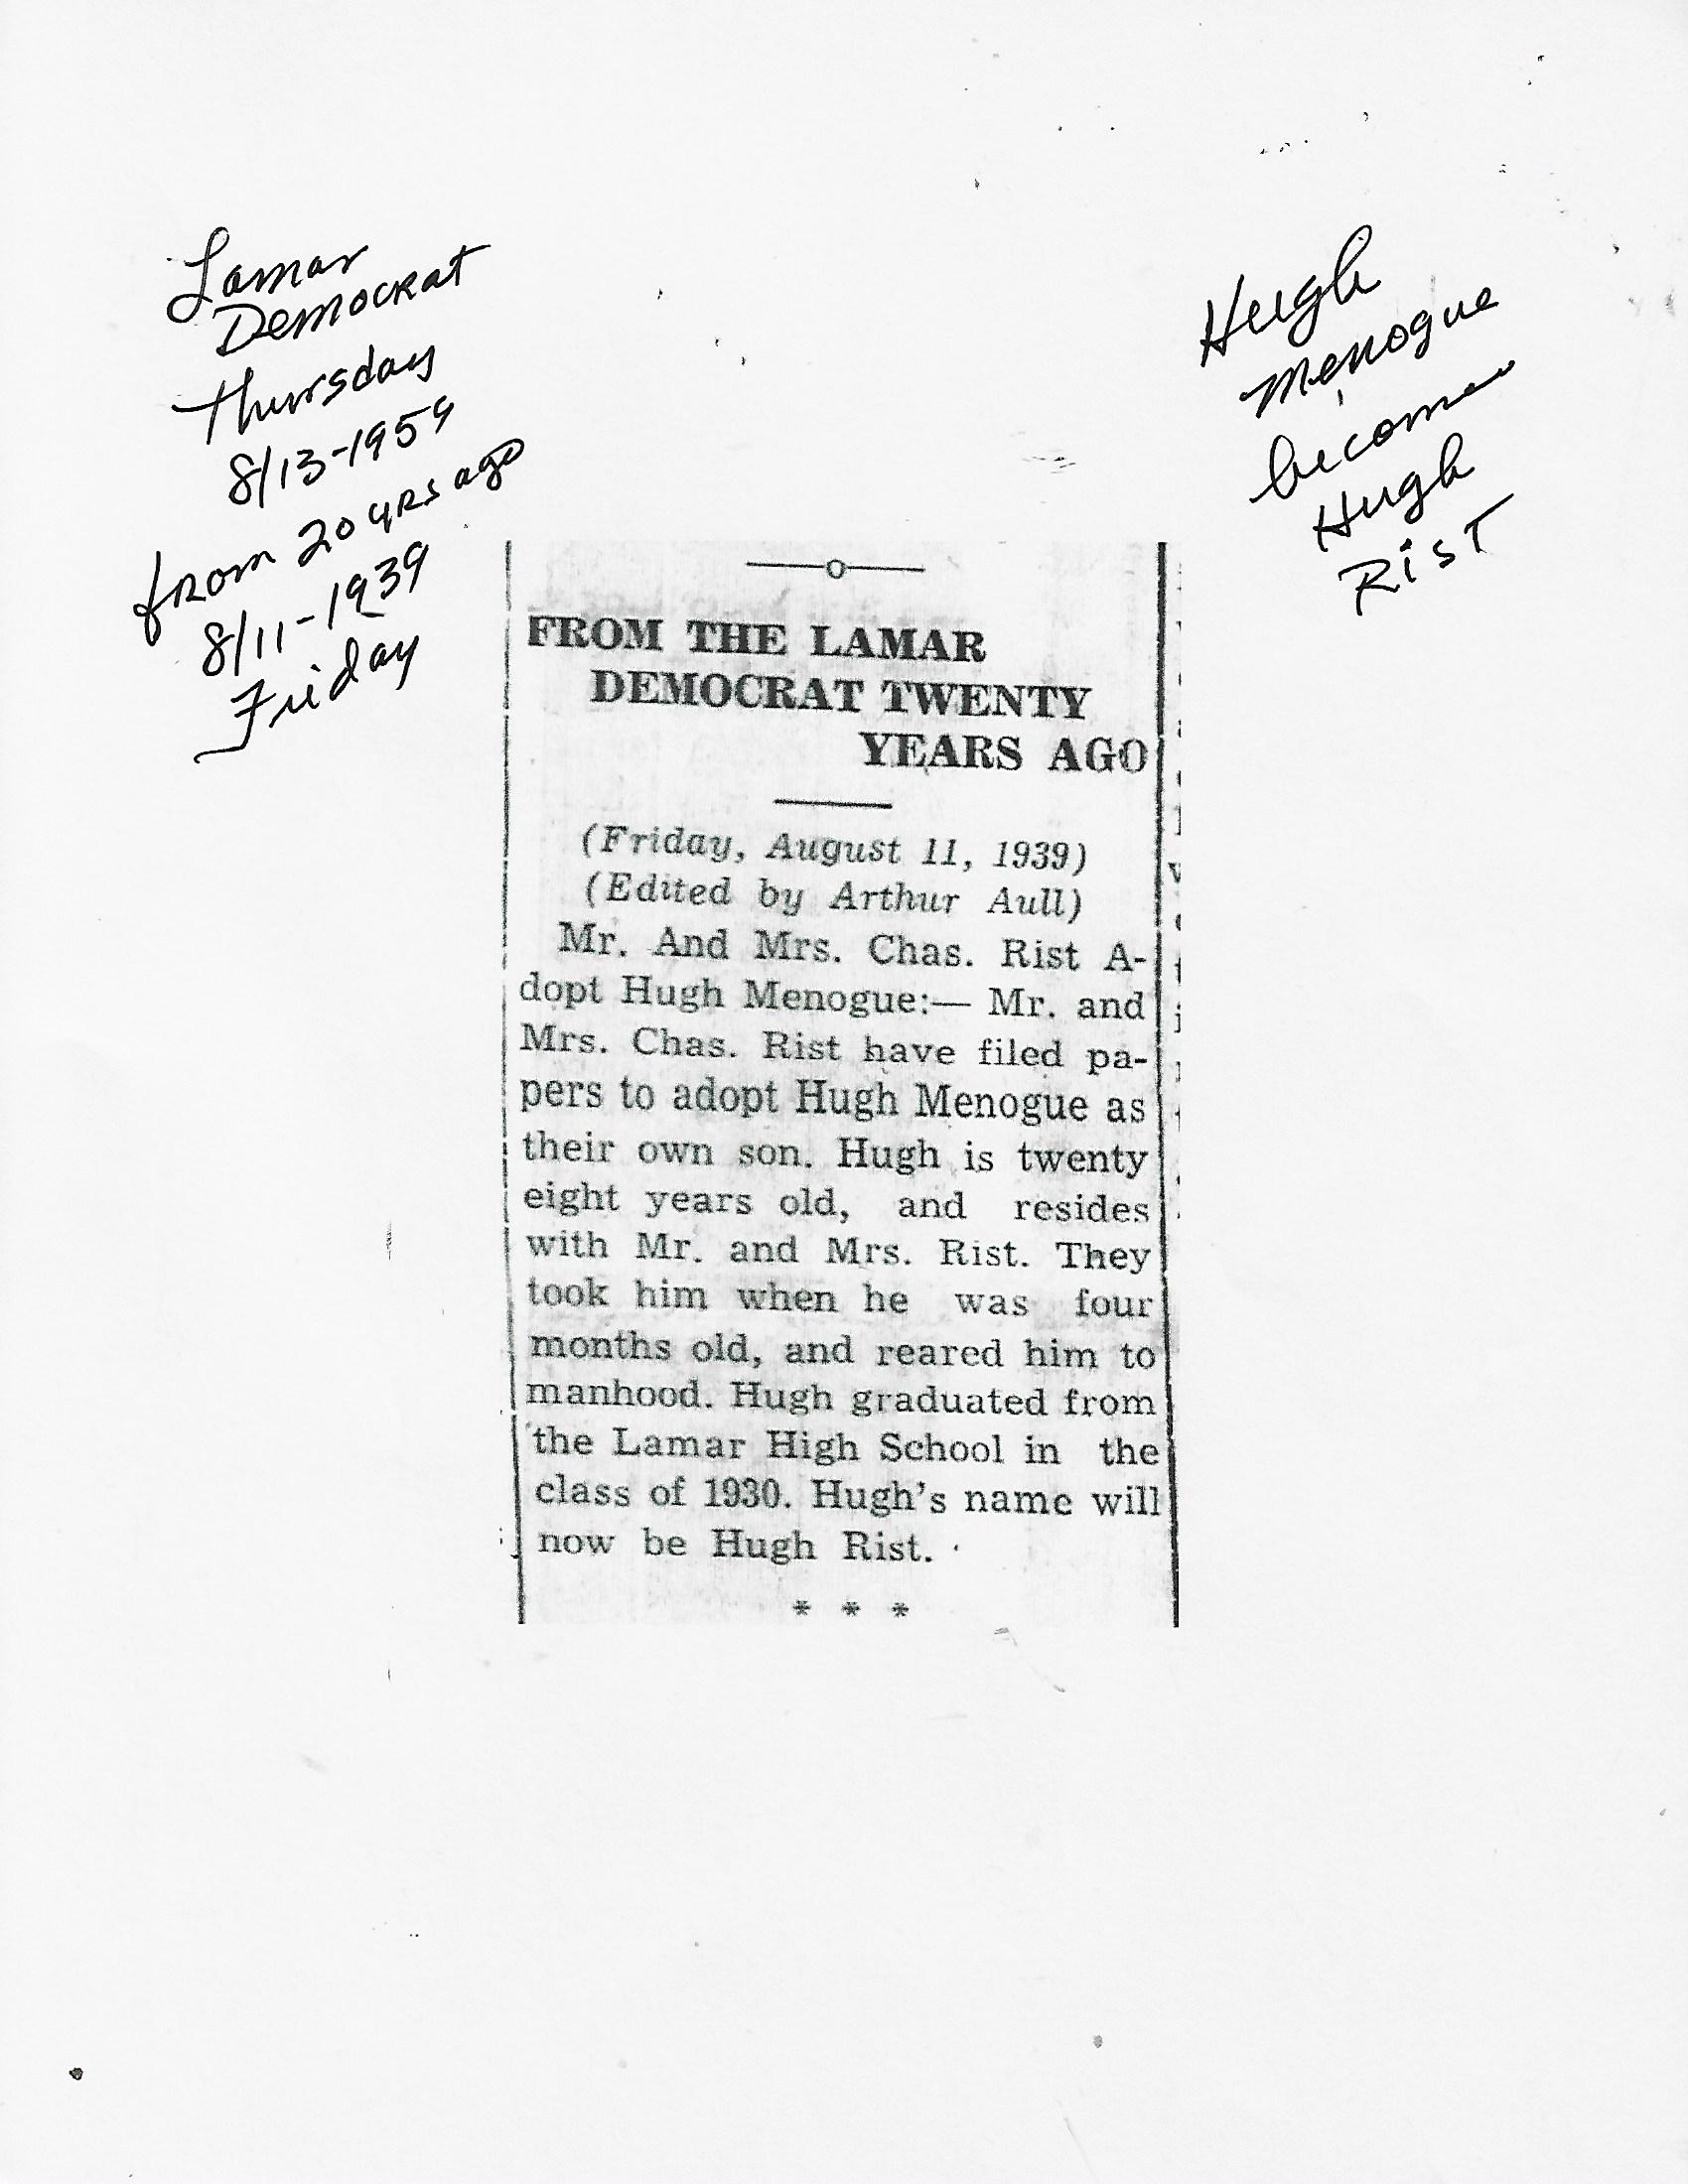 Lamar
Democrat
Thursday
8/13-1959
from 20 yrs ago
8/11-1939
Friday
Hugh
Menogue
becomes
Hugh
Rist
FROM THE LAMAR
DEMOCRAT TWENTY
YEARS AGO
(Friday, August 11, 1939)
(Edited by Arthur Aull)
Mr. And Mrs. Chas. Rist A-
dopt Hugh Menogue:— Mr. and
Mrs. Chas. Rist have filed pa-
pers to adopt Hugh Menogue as
their own son. Hugh is twenty
eight years old, and resides
with Mr. and Mrs. Rist. They
took him when he was four
months old, and reared him to
manhood. Hugh graduated from
the Lamar High School in the
class of 1930. Hugh's name will
now be Hugh Rist.
* * *